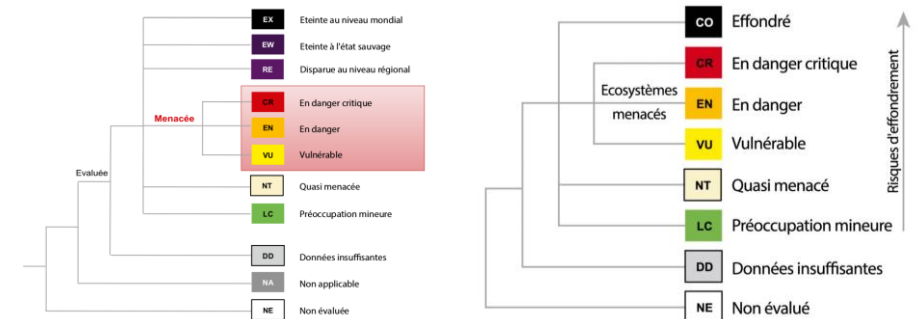 EX Eteinte au niveau mondial
EW Eteinte à l'état sauvage
RE Disparue au niveau régional
Menacée
CR En danger critique
EN En danger
VU Vulnérable
Evaluée
NT Quasi menacée
LC Préoccupation mineure
DD Données insuffisantes
NA Non applicable
NE Non évaluée
CO Effondré
CR En danger critique
Ecosystèmes
menacés
EN En danger
VU Vulnérable
NT Quasi menacé
LC Préoccupation mineure
DD Données insuffisantes
NE Non évalué
Risques d'effondrement